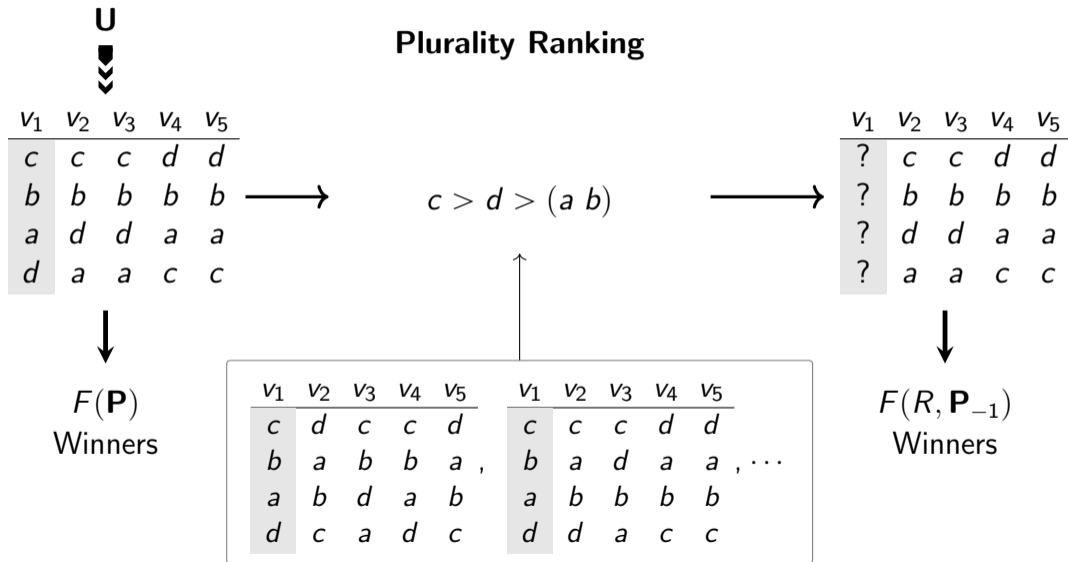 U
Plurality Ranking
v1 v2 v3 v4 v5
c c c d d
b b b b b
a d d a a
d a a c c
c > d > (a b)
v1 v2 v3 v4 v5
? c c d d
? b b b b
? d d a a
? a a c c
F(P)
Winners
v1 v2 v3 v4 v5
c d c c d
b a b b a ,
a b d a b
d c a d c
v1 v2 v3 v4 v5
c c c d d
b a d a a , ⋯
a b b b b
d d a c c
F(R, P−1)
Winners